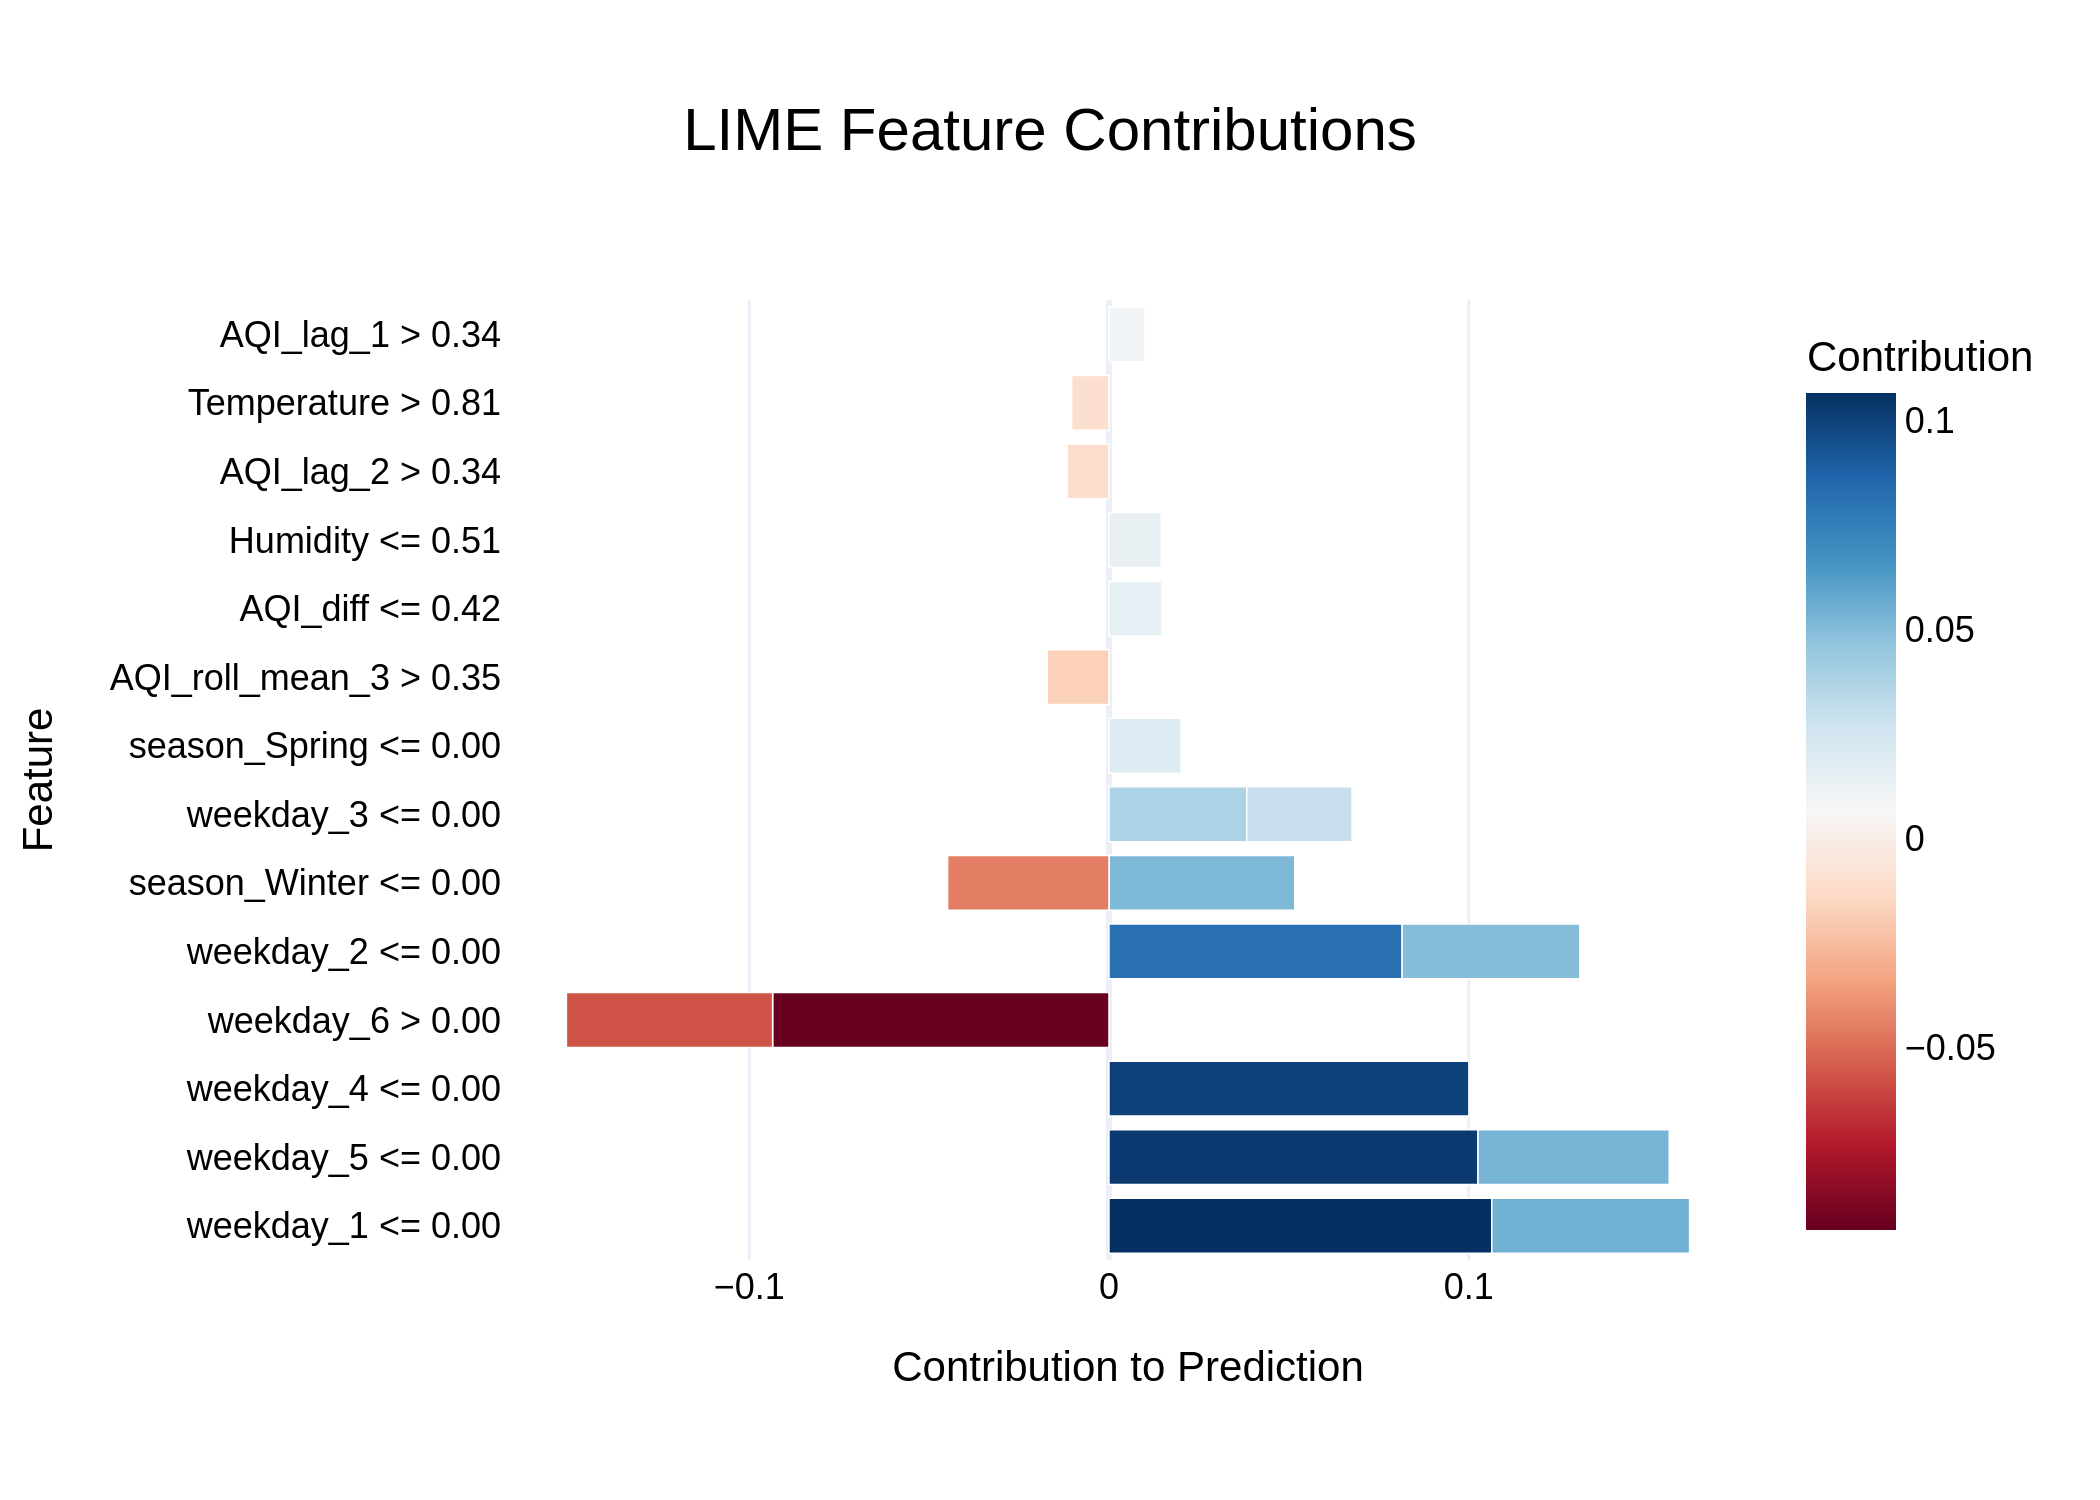 LIME Feature Contributions
AQI_lag_1 > 0.34
Temperature > 0.81
AQI_lag_2 > 0.34
Humidity <= 0.51
AQI_diff <= 0.42
AQI_roll_mean_3 > 0.35
season_Spring <= 0.00
weekday_3 <= 0.00
season_Winter <= 0.00
weekday_2 <= 0.00
weekday_6 > 0.00
weekday_4 <= 0.00
weekday_5 <= 0.00
weekday_1 <= 0.00
Feature
−0.1
0
0.1
Contribution to Prediction
Contribution
0.1
0.05
0
−0.05